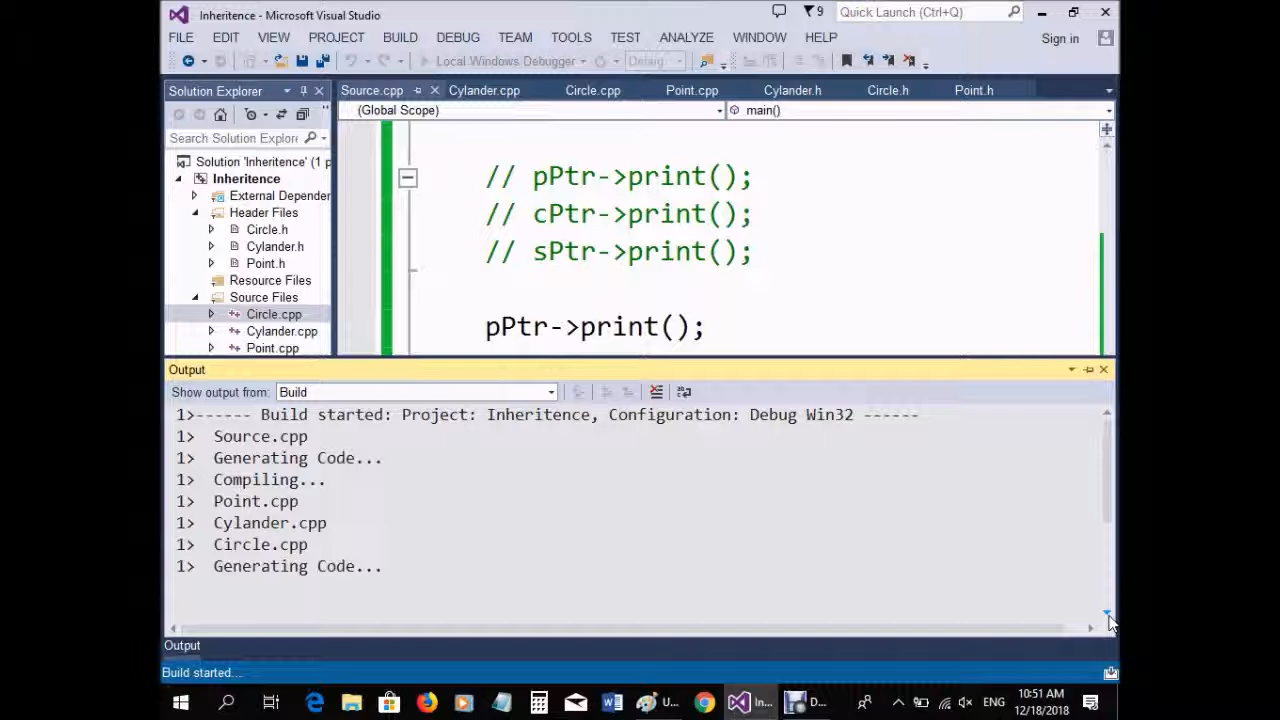 Inheritence - Microsoft Visual Studio
9
Quick Launch (Ctrl+Q)
FILE EDIT VIEW PROJECT BUILD DEBUG TEAM TOOLS TEST ANALYZE WINDOW HELP
Sign in
Local Windows Debugger
Debug
Solution Explorer
Source.cpp Cylander.cpp Circle.cpp Point.cpp Cylander.h Circle.h Point.h
(Global Scope) main()
Search Solution Explore
Solution 'Inheritence' (1 p
Inheritence
External Depender
Header Files
Circle.h
Cylander.h
Point.h
Resource Files
Source Files
Circle.cpp
Cylander.cpp
Point.cpp
// pPtr->print();
// cPtr->print();
// sPtr->print();
pPtr->print();
Output
Show output from: Build
1>------ Build started: Project: Inheritence, Configuration: Debug Win32 ------
1> Source.cpp
1> Generating Code...
1> Compiling...
1> Point.cpp
1> Cylander.cpp
1> Circle.cpp
1> Generating Code...
Output
Build started...
U...
In...
D...
ENG
10:51 AM
12/18/2018